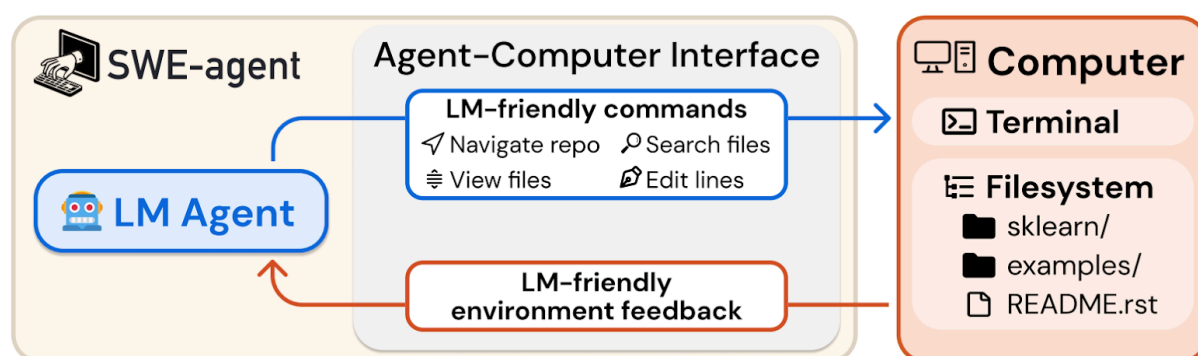 SWE-agent
Agent-Computer Interface
LM-friendly commands
Navigate repo Search files
View files Edit lines
LM Agent
LM-friendly
environment feedback
Computer
Terminal
Filesystem
sklearn/
examples/
README.rst